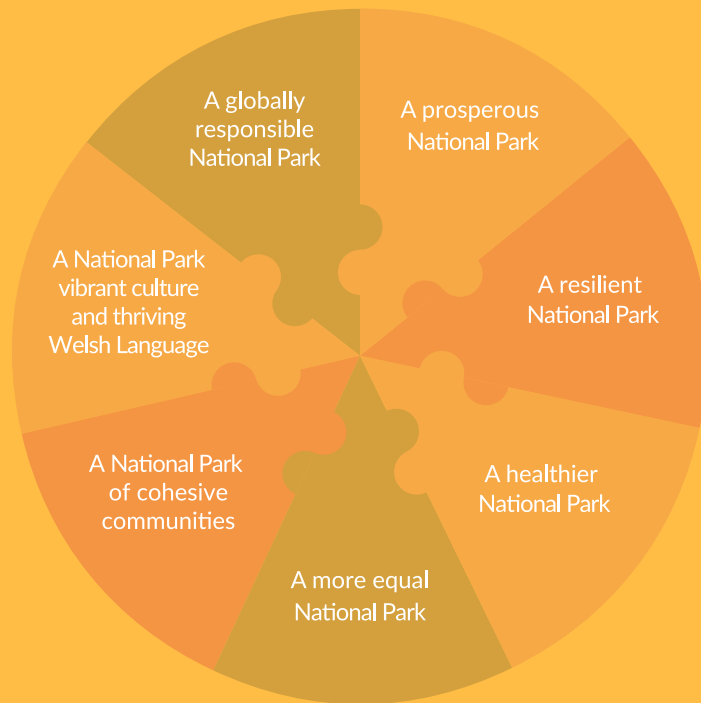 A prosperous
National Park
A resilient
National Park
A healthier
National Park
A more equal
National Park
A National Park
of cohesive
communities
A National Park
vibrant culture
and thriving
Welsh Language
A globally
responsible
National Park